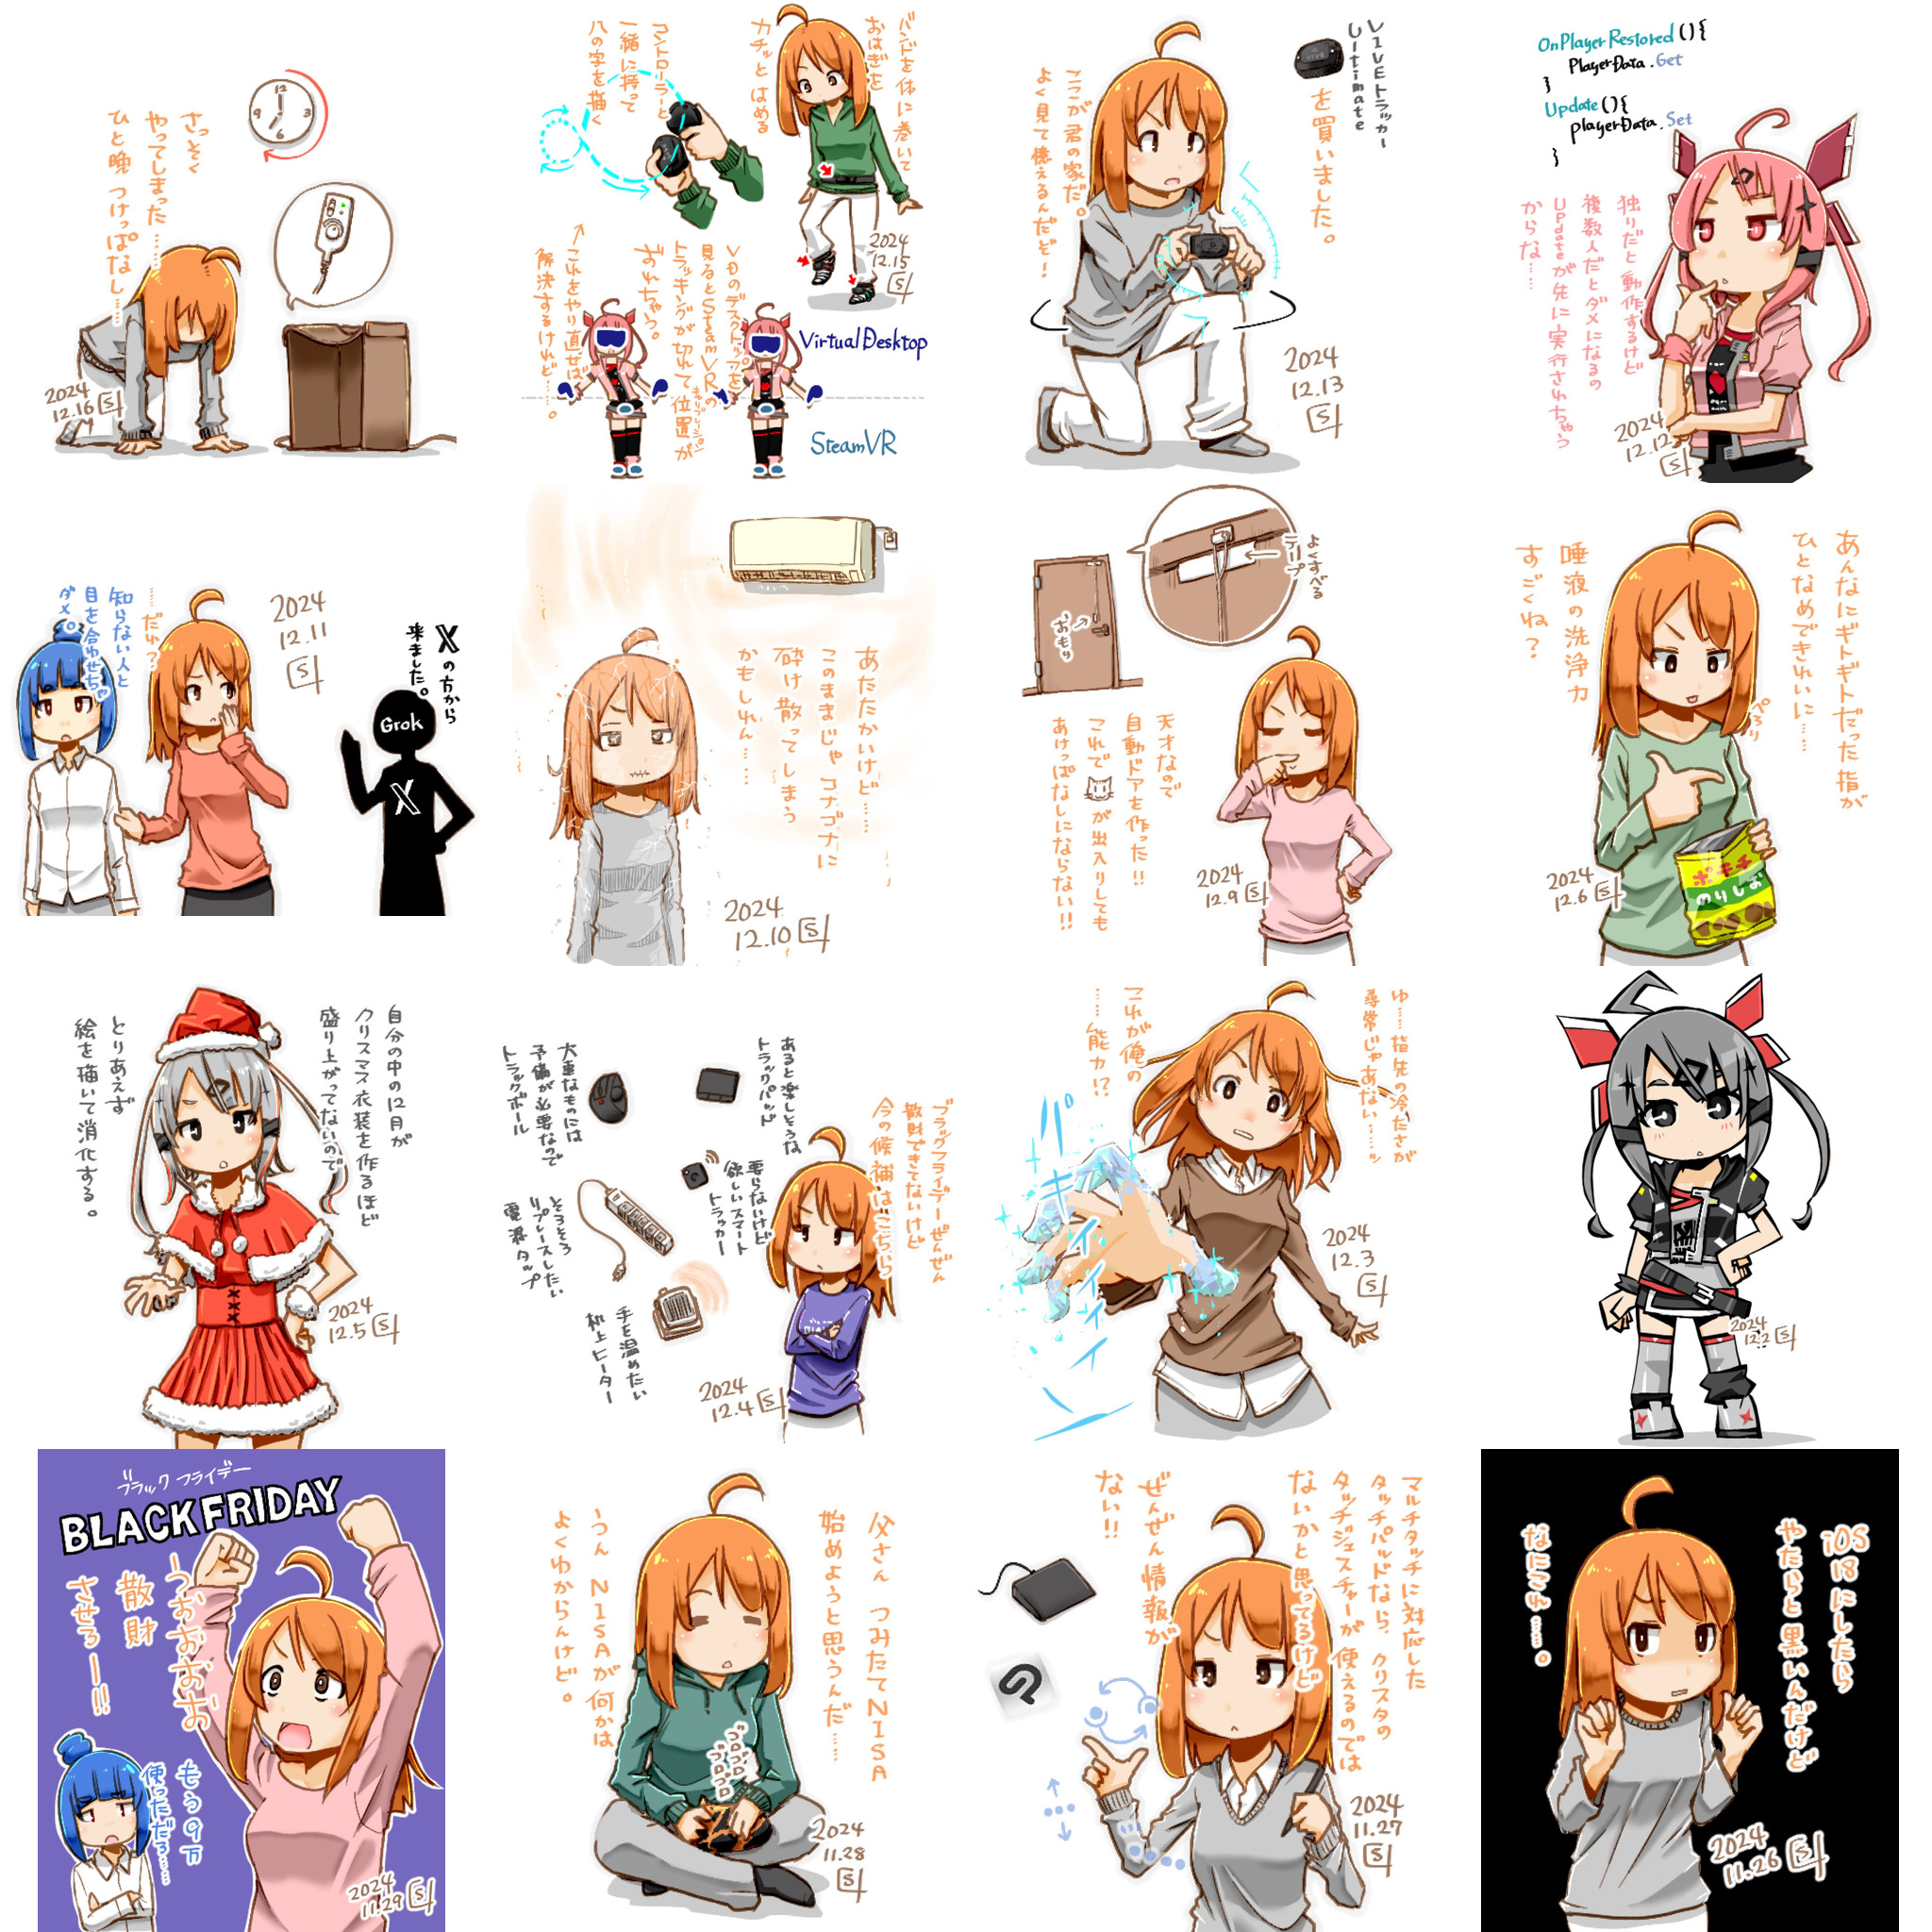 さっそく
やってしまった……
ひと晩 つけっぱなし……
12
3
6
9
2024
12.16
バンドを体に巻いて
おはぎを
カチッと はめる
コントローラーと
一緒に持って
八の字を描く
2024
12.15
VDのデスクトップを
見るとSteamVRの
トラッキングが切れて位置が
キャリブレーション
ずれちゃう。
←これをやり直せば
解決するけれど……。
VirtualDesktop
SteamVR
VIVEトラッカー
Ultimate
を買いました。
ここが君の家だ。
よく見て憶えるんだぞ!
2024
12.13
OnPlayerRestored(){
PlayerData.Get
}
Update(){
PlayerData.Set
}
独りだと動作するけど
複数人だとダメになるの
Updateが先に実行されちゃう
からな…
2024
12.12
知らない人と
目を合わせちゃ
ダメ。
……だれ?
2024
12.11
Xの方から
来ました。
Grok
X
あたたかいけど……
このままじゃ コナゴナに
砕け散ってしまう
かもしれん……
2024
12.10
よくすべる
テープ
おもり
天才なので
自動ドアを作った!!
これで が出入りしても
あけっぱなしにならない!!
2024
12.9
あんなにギトギトだった指が
ひとなめできれいに……
唾液の洗浄力
すごくね?
ぺろり
ポテチ
のりしお
2024
12.6
自分の中の12月が
クリスマス衣装を作るほど
盛り上がってないので
とりあえず
絵を描いて消化する。
2024
12.5
ブラックフライデーぜんぜん
散財できてないけど
今の候補はこちら
あると楽しそうな
トラックパッド
大事なものには
予備が必要なので
トラックボール
要らないけど
欲しいスマート
トラッカー
そろそろ
リプレースしたい
電源タップ
手を温めたい
机上ヒーター
2024
12.4
ゆ……指先の冷たさが
尋常じゃあない……ッ
これが俺の
……能力!?
パキィイイイン
2024
12.3
2024
12.2
ブラックフライデー
BLACK FRIDAY
うおおおお
散財
させろー!!
もう9万
使っただろ……
2024
11.29
父さん つみたてNISA
始めようと思うんだ……
うん NISAが何かは
よくわからんけど。
ゴロゴロゴロ
2024
11.28
マルチタッチに対応した
タッチパッドなら、クリスタの
タッチジェスチャーが使えるのでは
ないかと思ってるけど
ぜんぜん情報が
ない!!
2024
11.27
iOS
18にしたら
やたらと黒いんだけど
なにこれ……。
2024
11.26